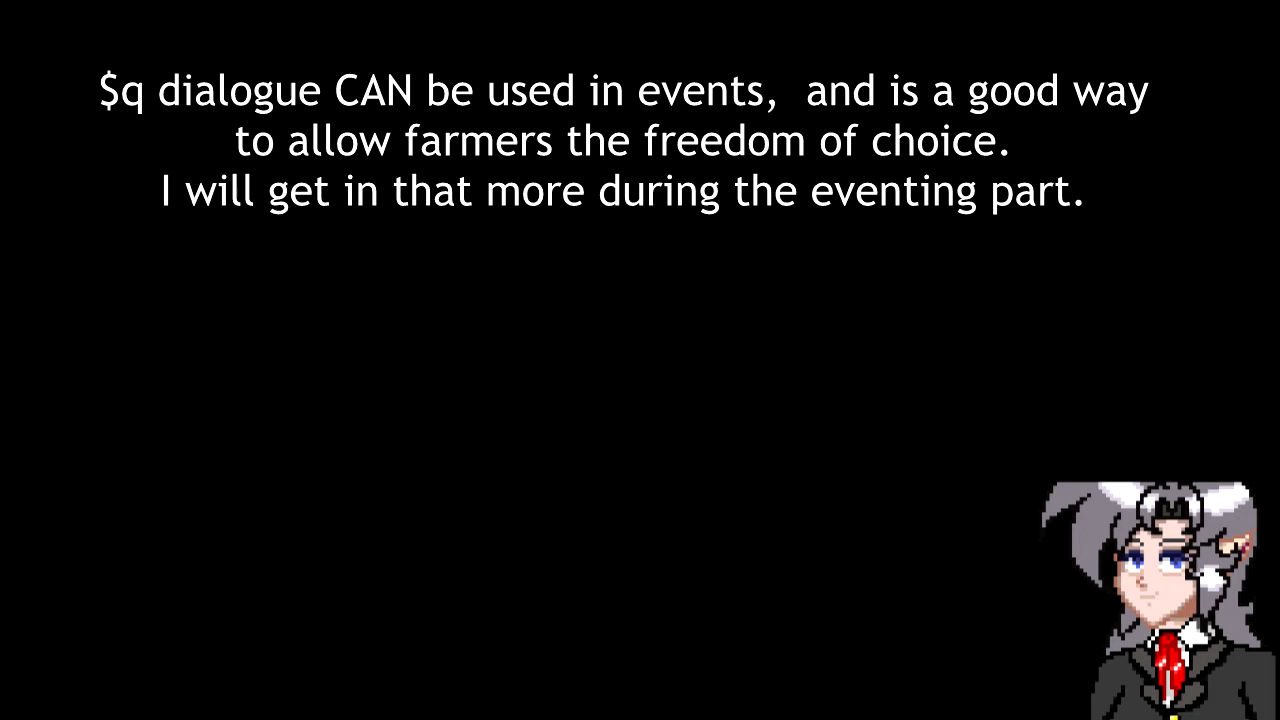 $q dialogue CAN be used in events,  and is a good way
to allow farmers the freedom of choice.
I will get in that more during the eventing part.